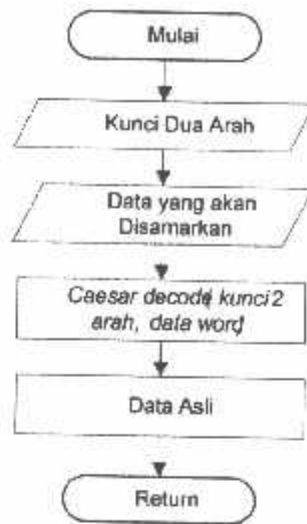 Mulai
Kunci Dua Arah
Data yang akan
Disamarkan
Caesar decode( kunci 2
arah, data word)
Data Asli
Return